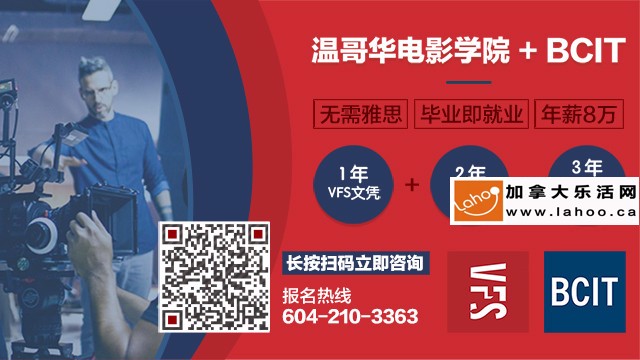 温哥华电影学院 + BCIT
无需雅思 毕业即就业 年薪8万
1年
VFS文凭
+
2年
3年
Lahoo
加拿大乐活网
www.lahoo.ca
长按扫码立即咨询
报名热线
604-210-3363
VFS
BCIT